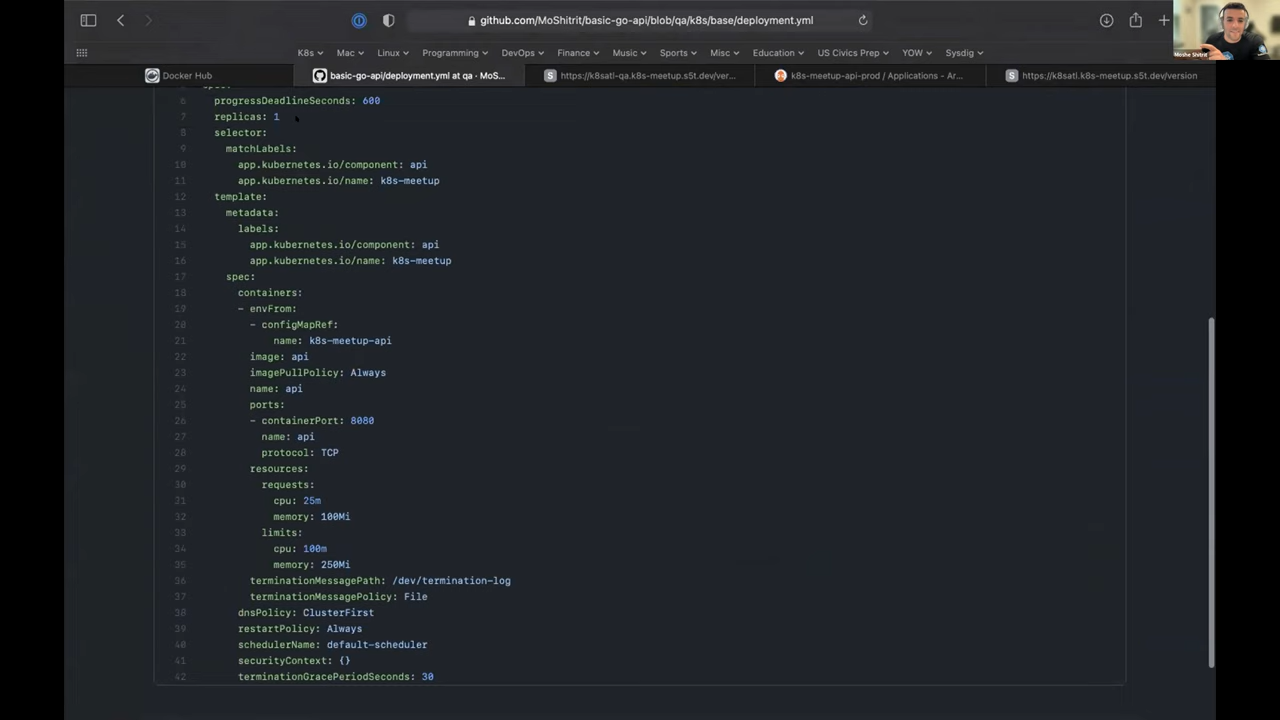 github.com/MoShitrit/basic-go-api/blob/qa/k8s/base/deployment.yml
K8s Mac Linux Programming DevOps Finance Music Sports Misc Education US Civics Prep YOW Sysdig
Moshe Shitrit
Docker Hub
basic-go-api/deployment.yml at qa · MoS...
https://k8satl-qa.k8s-meetup.s5t.dev/ver...
k8s-meetup-api-prod / Applications – Ar...
https://k8satl.k8s-meetup.s5t.dev/version
6 progressDeadlineSeconds: 600
7 replicas: 1
8 selector:
9 matchLabels:
10 app.kubernetes.io/component: api
11 app.kubernetes.io/name: k8s-meetup
12 template:
13 metadata:
14 labels:
15 app.kubernetes.io/component: api
16 app.kubernetes.io/name: k8s-meetup
17 spec:
18 containers:
19 - envFrom:
20 - configMapRef:
21 name: k8s-meetup-api
22 image: api
23 imagePullPolicy: Always
24 name: api
25 ports:
26 - containerPort: 8080
27 name: api
28 protocol: TCP
29 resources:
30 requests:
31 cpu: 25m
32 memory: 100Mi
33 limits:
34 cpu: 100m
35 memory: 250Mi
36 terminationMessagePath: /dev/termination-log
37 terminationMessagePolicy: File
38 dnsPolicy: ClusterFirst
39 restartPolicy: Always
40 schedulerName: default-scheduler
41 securityContext: {}
42 terminationGracePeriodSeconds: 30